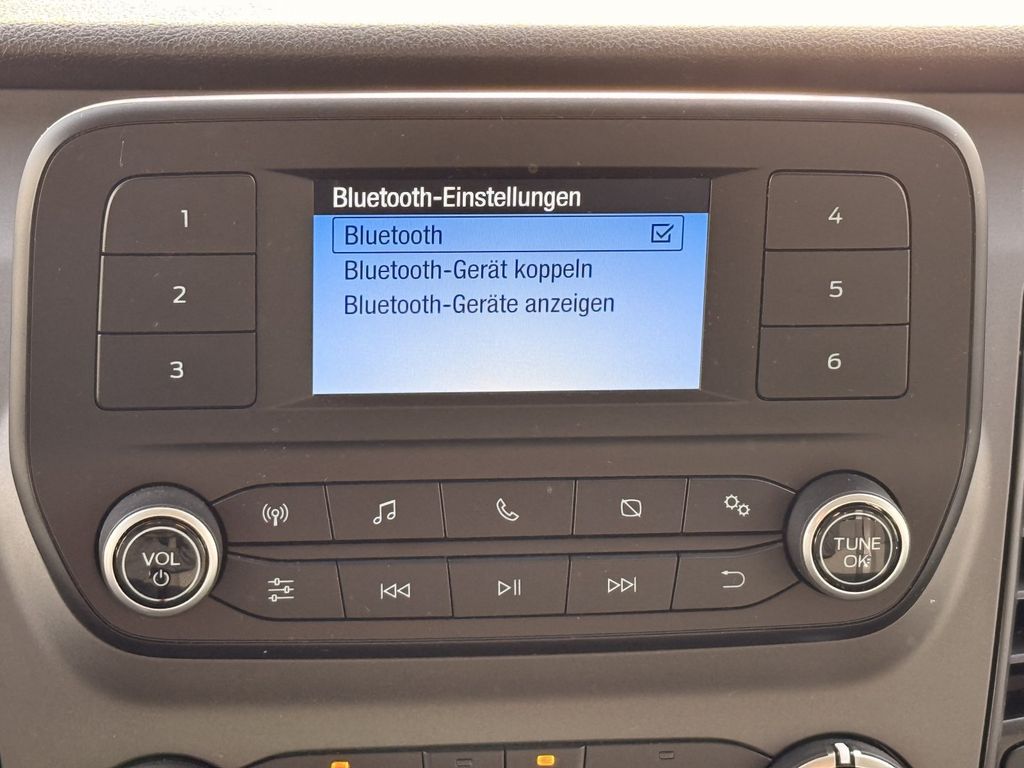 Bluetooth-Einstellungen
Bluetooth
Bluetooth-Gerät koppeln
Bluetooth-Geräte anzeigen
1
2
3
4
5
6
VOL
TUNE
OK